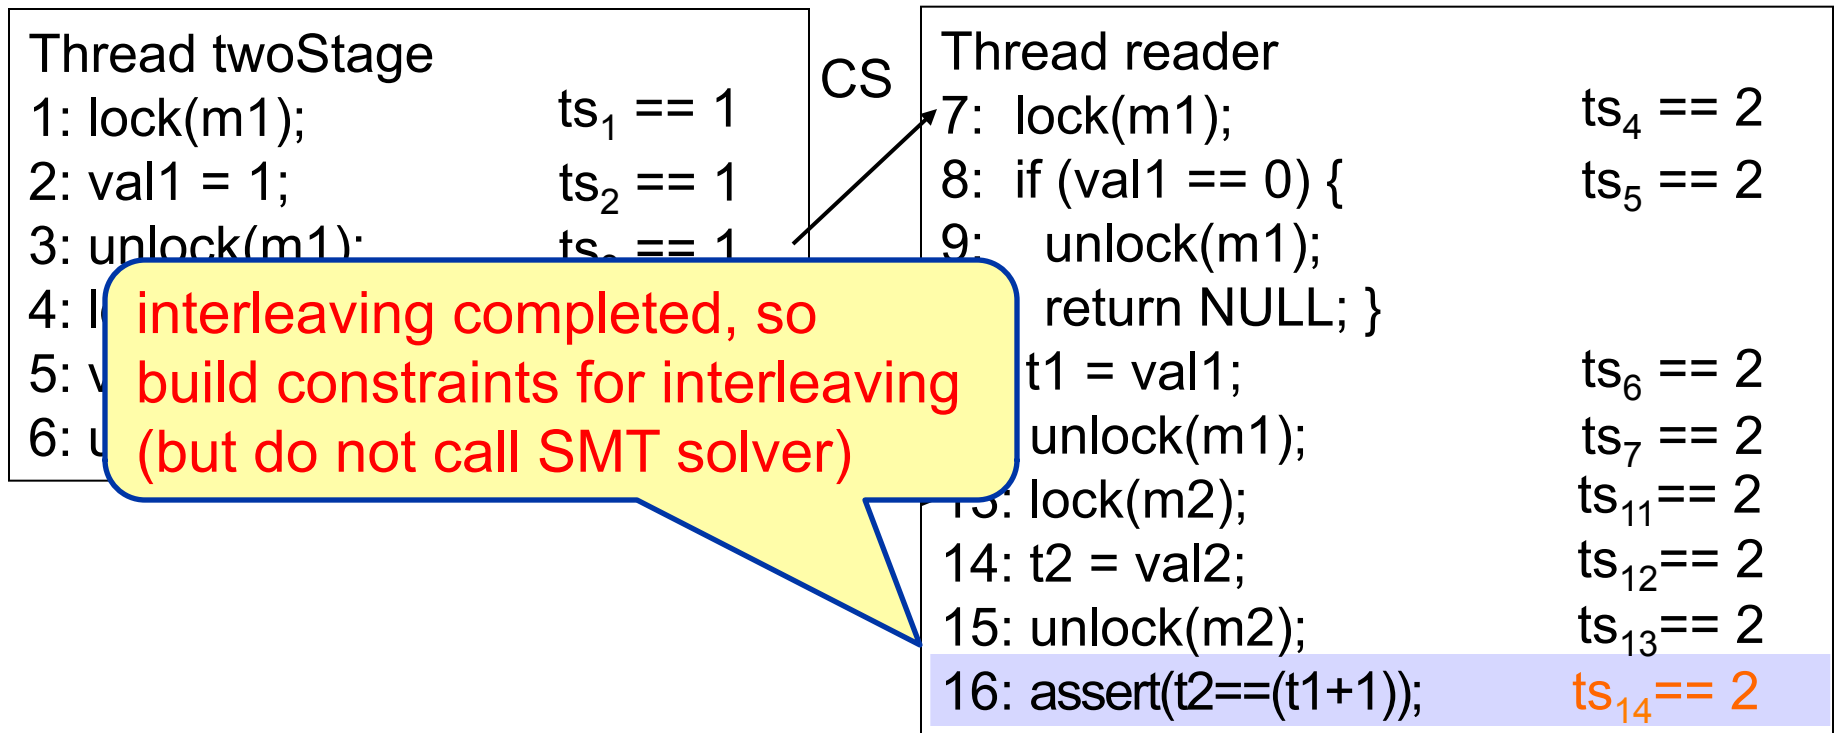 Thread twoStage
1: lock(m1); ts1 == 1
2: val1 = 1; ts2 == 1
3: unlock(m1); == 1
4:
5:
6:
CS
interleaving completed, so
build constraints for interleaving
(but do not call SMT solver)
Thread reader
7: lock(m1); ts4 == 2
8: if (val1 == 0) { ts5 == 2
9: unlock(m1);
return NULL; }
t1 = val1; ts6 == 2
unlock(m1); ts7 == 2
13: lock(m2); ts11== 2
14: t2 = val2; ts12== 2
15: unlock(m2); ts13== 2
16: assert(t2==(t1+1)); ts14== 2